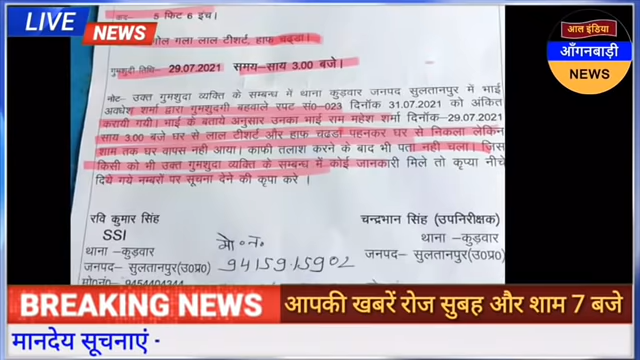 LIVE NEWS
आल इंडिया
आँगनबाड़ी
NEWS
5 फिट 6 इंच।
गोल गला लाल टीशर्ट, हाफ चढ्ढा।
गुमशुदी तिथि- 29.07.2021 समय-साय 3.00 बजे।
नोट- उक्त गुमशुदा व्यक्ति के सम्बन्ध में थाना कुड़वार जनपद सुलतानपुर में भाई
अवधेश शर्मा द्वारा गुमशुदगी बहवाले रपट सं0-023 दिनाँक 31.07.2021 को अंकित
करायी गयी। भाई के बताये अनुसार उनका भाई राम महेश शर्मा दिनाँक-29.07.2021
साय 3.00 बजे घर से लाल टीशर्ट और हाफ चढ्डा पहनकर घर से निकला लेकिन
शाम तक घर वापस नही आया। काफी तलाश करने के बाद भी पता नही चला। जिस
किसी को भी उक्त गुमशुदा व्यक्ति के सम्बन्ध में कोई जानकारी मिले तो कृप्या नीचे
दिये गये नम्बरों पर सूचना देने की कृपा करे ।
रवि कुमार सिंह
चन्द्रभान सिंह (उपनिरीक्षक)
SSI
थाना -कुड़वार
थाना -कुड़वार
मो० न०
जनपद- सुलतानपुर(उ0प्र0)
जनपद- सुलतानपुर(उ0प्र0)
9415915902
मो0नं0- 9454404344
BREAKING NEWS
आपकी खबरें रोज सुबह और शाम 7 बजे
मानदेय सूचनाएं -